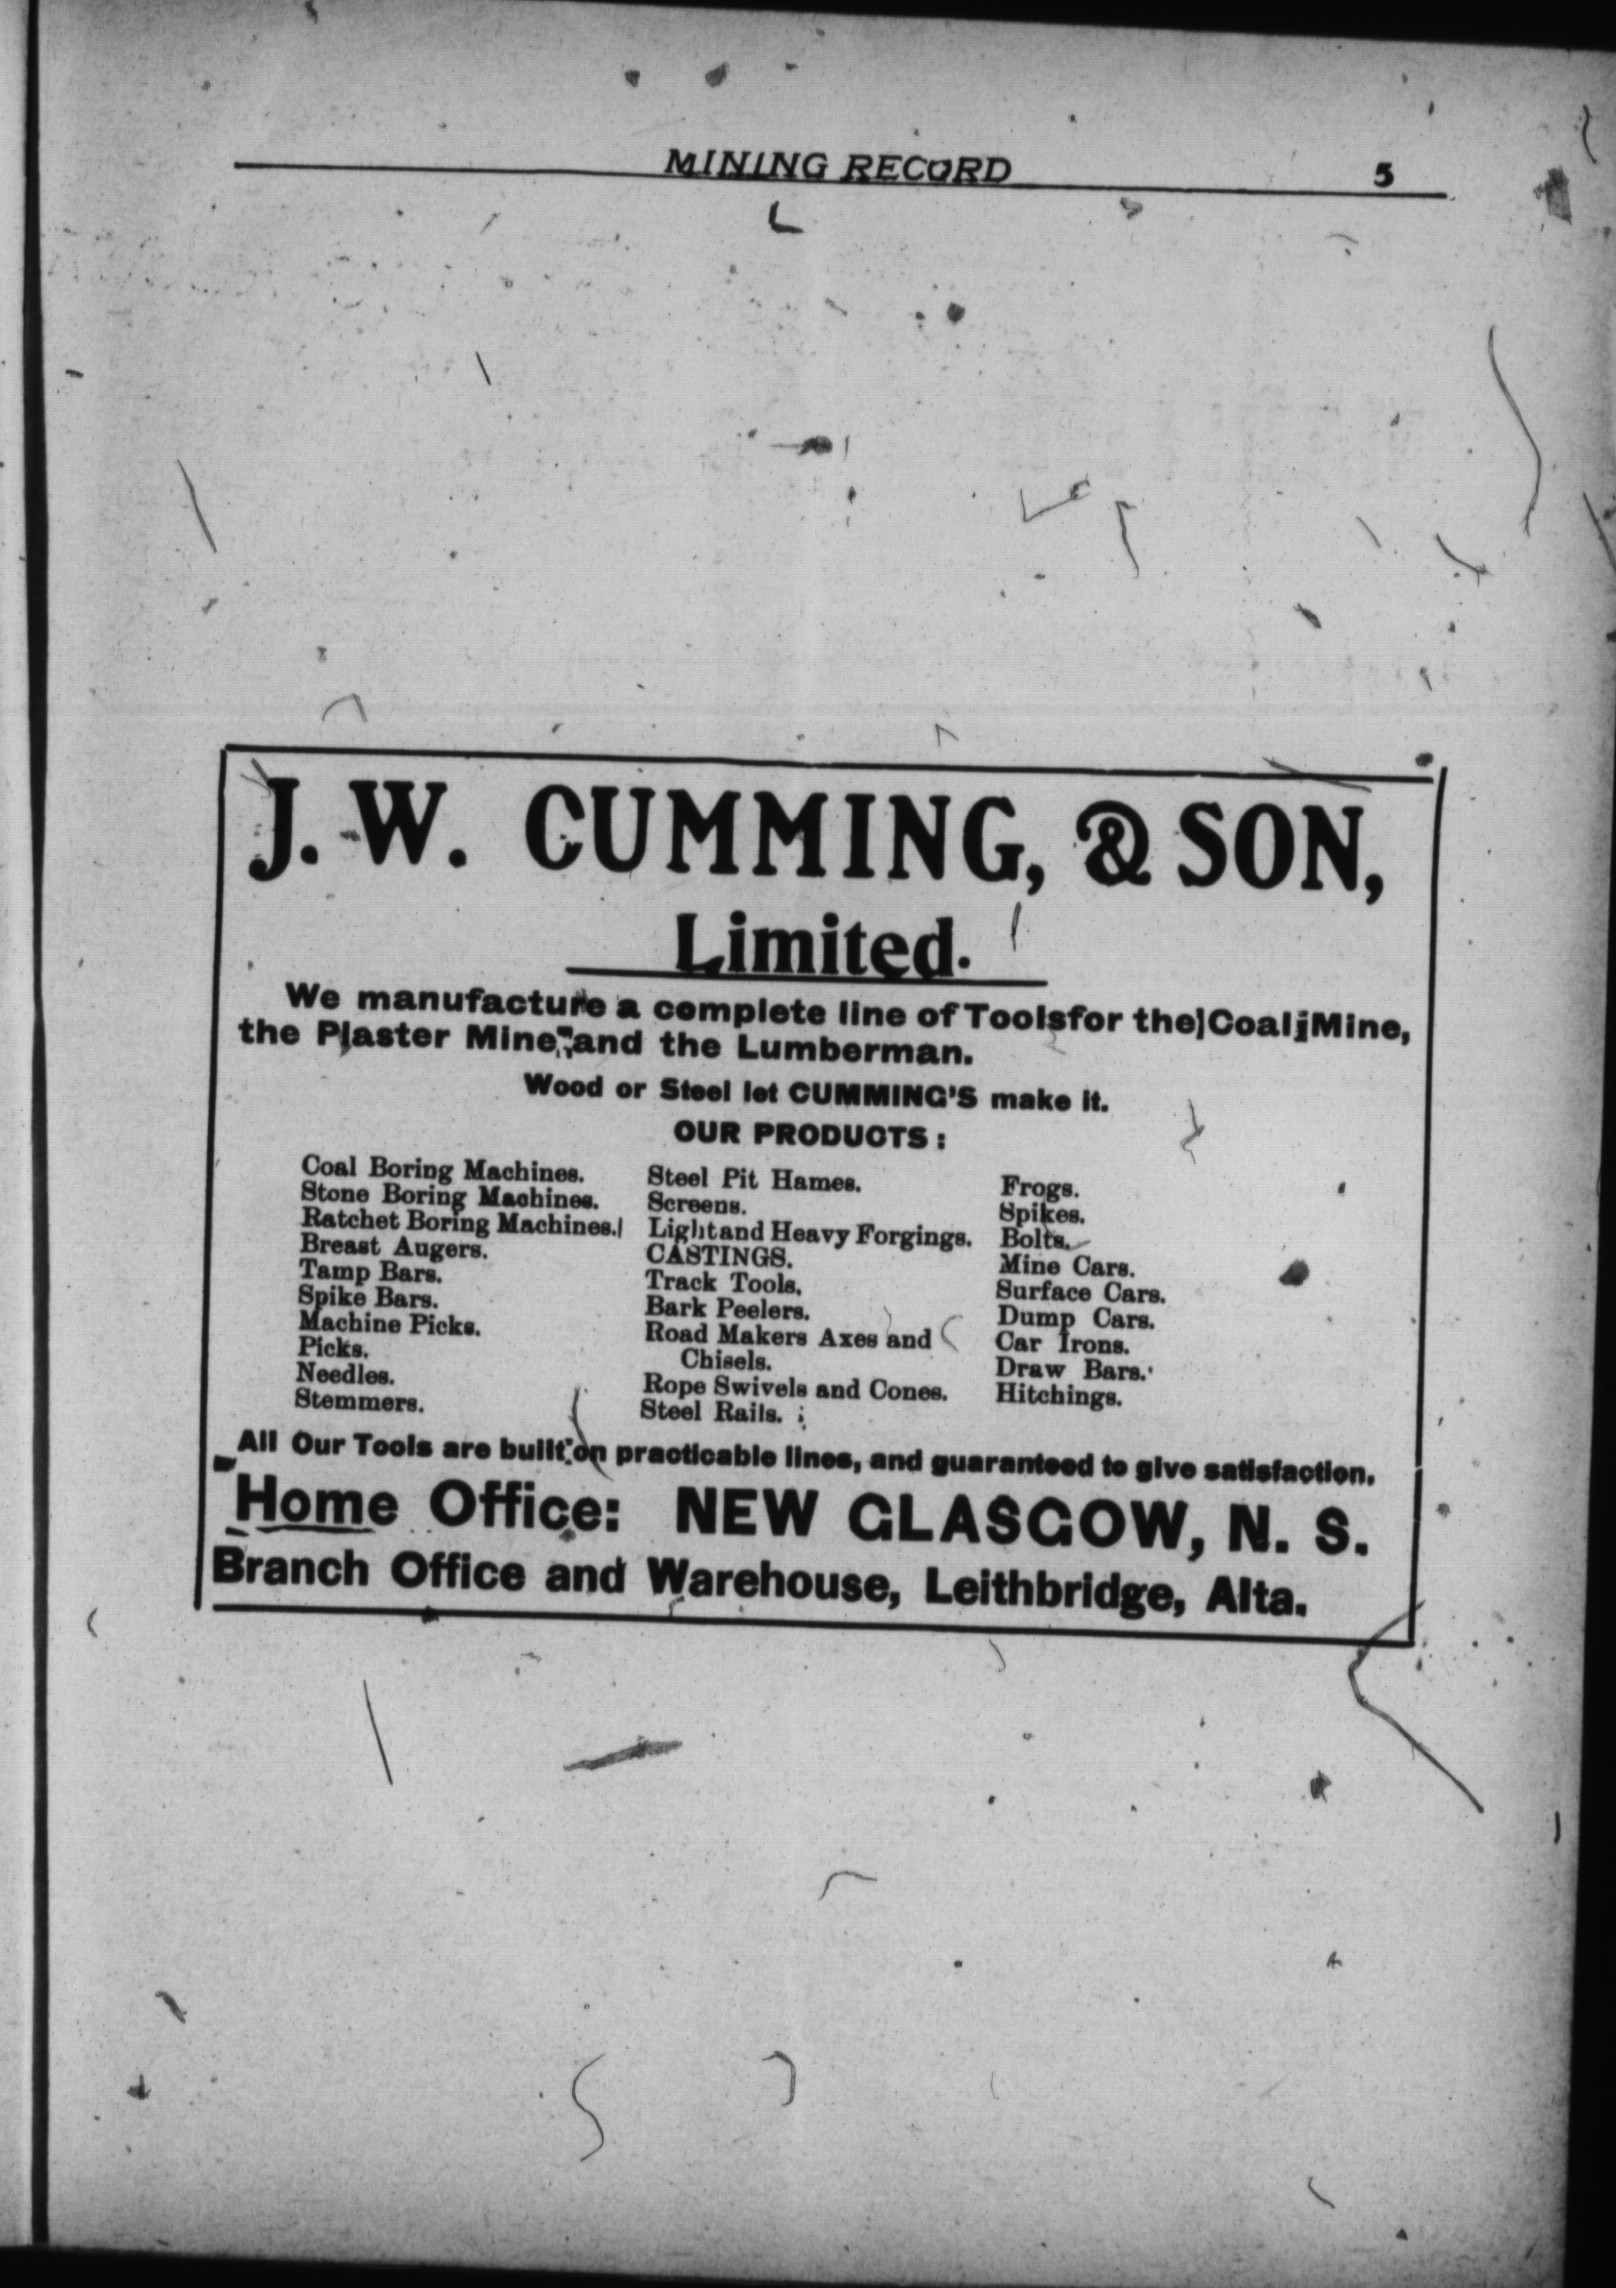 MINING RECORD 5
J. W. CUMMING, & SON,
Limited.
We manufacture a complete line of Tools for the Coal Mine,
the Plaster Mine, and the Lumberman.
Wood or Steel let CUMMING'S make it.
OUR PRODUCTS:
Coal Boring Machines.
Stone Boring Machines.
Ratchet Boring Machines.
Breast Augers.
Tamp Bars.
Spike Bars.
Machine Picks.
Picks.
Needles.
Stemmers.
Steel Pit Hames.
Screens.
Light and Heavy Forgings.
CASTINGS.
Track Tools.
Bark Peelers.
Road Makers Axes and
Chisels.
Rope Swivels and Cones.
Steel Rails.
Frogs.
Spikes.
Bolts.
Mine Cars.
Surface Cars.
Dump Cars.
Car Irons.
Draw Bars.
Hitchings.
All Our Tools are built on practicable lines, and guaranteed to give satisfaction.
Home Office: NEW GLASGOW, N. S.
Branch Office and Warehouse, Leithbridge, Alta.